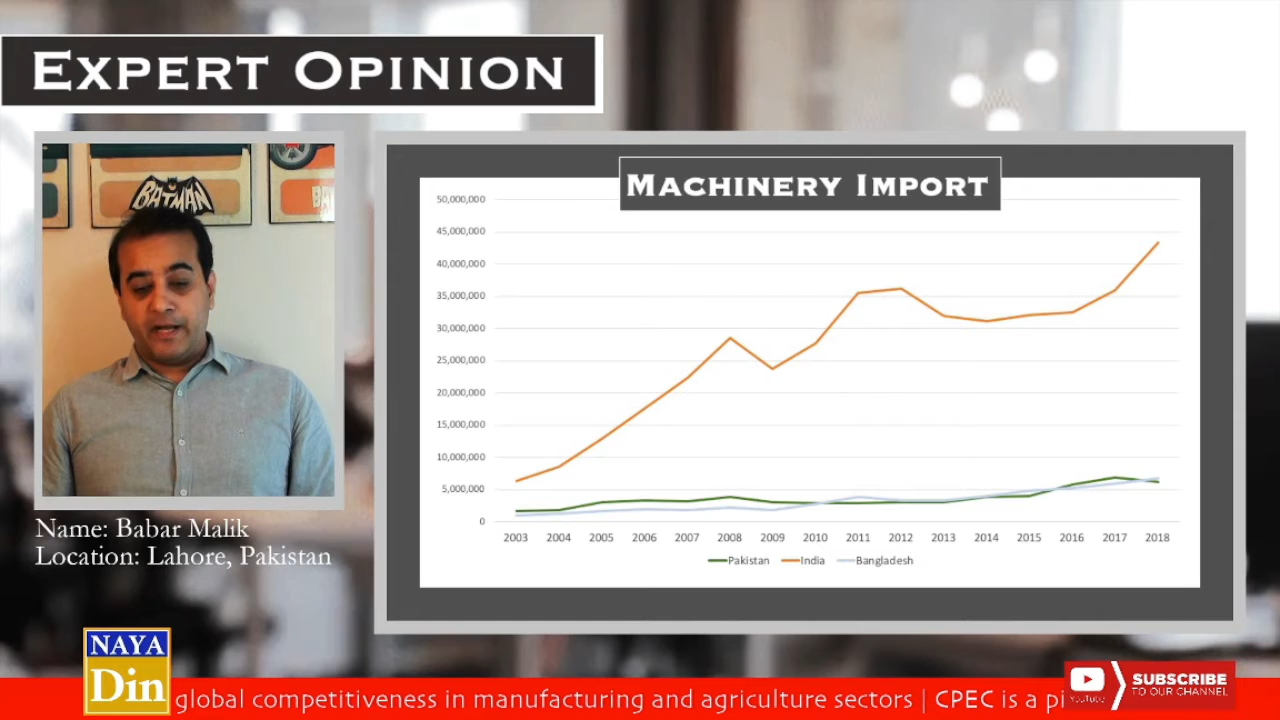 EXPERT OPINION
BATMAN
MACHINERY IMPORT
50,000,000
45,000,000
40,000,000
35,000,000
30,000,000
25,000,000
20,000,000
15,000,000
10,000,000
5,000,000
0
2003 2004 2005 2006 2007 2008 2009 2010 2011 2012 2013 2014 2015 2016 2017 2018
Pakistan India Bangladesh
Name: Babar Malik
Location: Lahore, Pakistan
NAYA
Din
global competitiveness in manufacturing and agriculture sectors | CPEC is a pi
YouTube
SUBSCRIBE
TO OUR CHANNEL